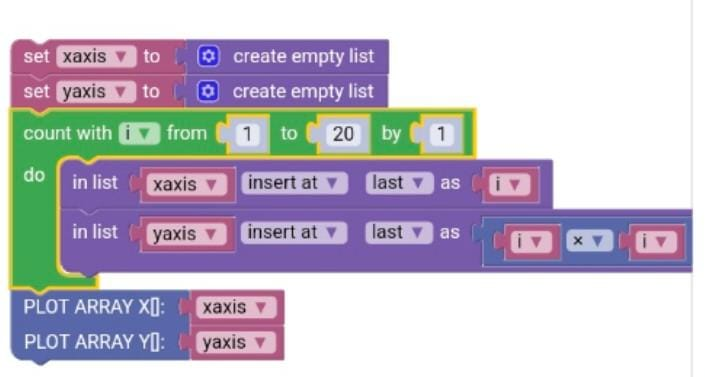 set xaxis ▼ to create empty list
set yaxis ▼ to create empty list
count with i ▼ from 1 to 20 by 1
do in list xaxis ▼ insert at ▼ last ▼ as i ▼
in list yaxis ▼ insert at ▼ last ▼ as i ▼ × ▼ i ▼
PLOT ARRAY X[]: xaxis ▼
PLOT ARRAY Y[]: yaxis ▼